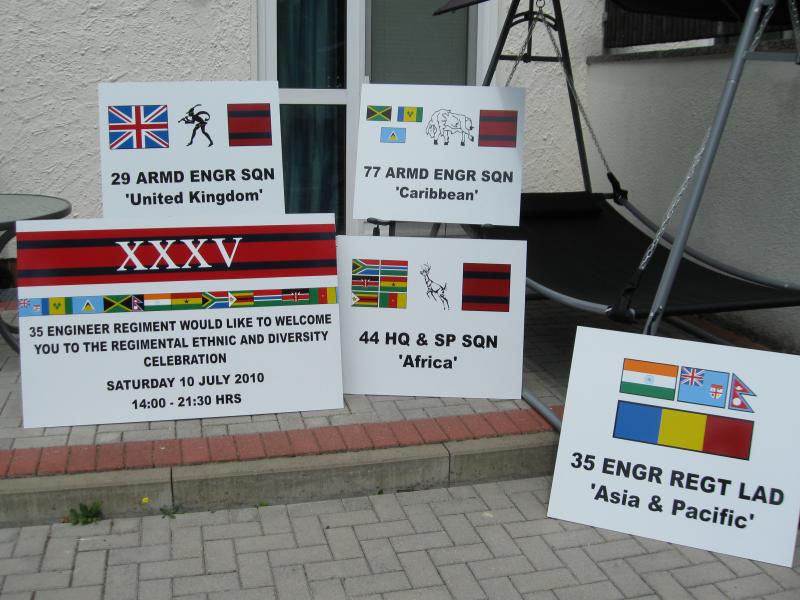 29 ARMD ENGR SQN
'United Kingdom'
77 ARMD ENGR SQN
'Caribbean'
XXXV
35 ENGINEER REGIMENT WOULD LIKE TO WELCOME
YOU TO THE REGIMENTAL ETHNIC AND DIVERSITY
CELEBRATION
SATURDAY 10 JULY 2010
14:00 - 21:30 HRS
44 HQ & SP SQN
'Africa'
35 ENGR REGT LAD
'Asia & Pacific'